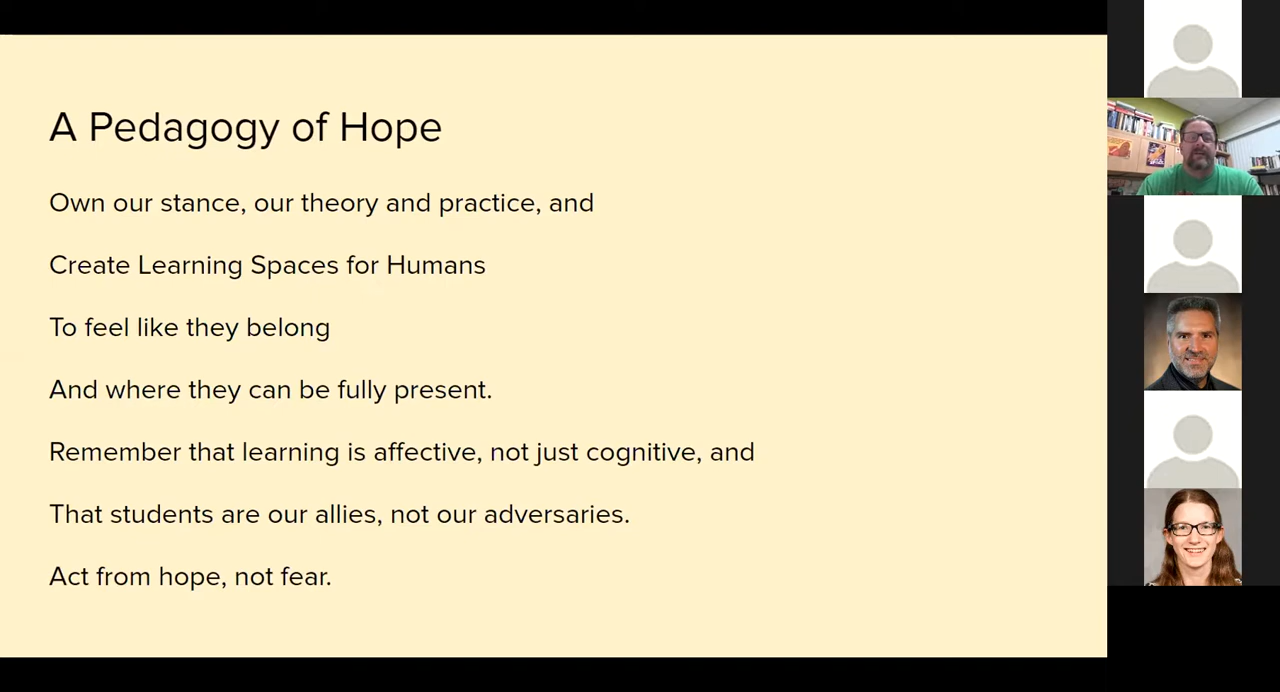 A Pedagogy of Hope
Own our stance, our theory and practice, and
Create Learning Spaces for Humans
To feel like they belong
And where they can be fully present.
Remember that learning is affective, not just cognitive, and
That students are our allies, not our adversaries.
Act from hope, not fear.